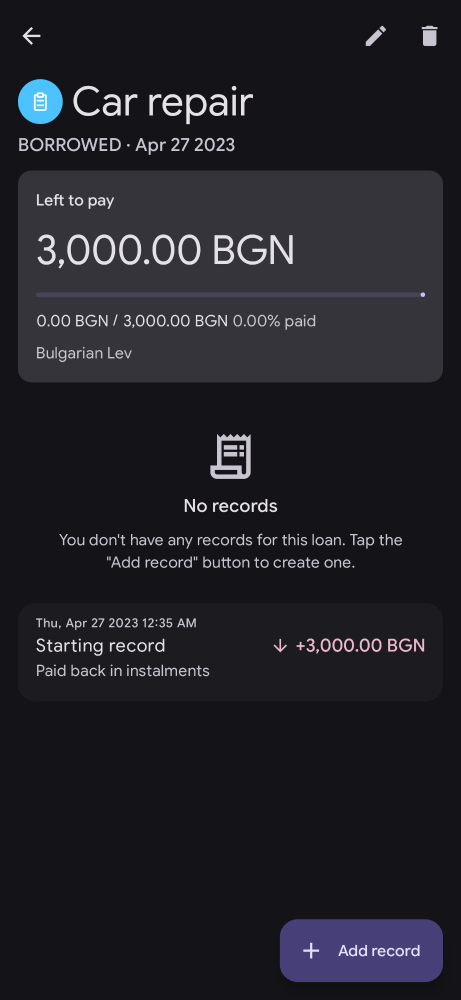 Car repair
BORROWED · Apr 27 2023
Left to pay
3,000.00 BGN
0.00 BGN / 3,000.00 BGN 0.00% paid
Bulgarian Lev
No records
You don't have any records for this loan. Tap the
"Add record" button to create one.
Thu, Apr 27 2023 12:35 AM
Starting record
+3,000.00 BGN
Paid back in instalments
Add record